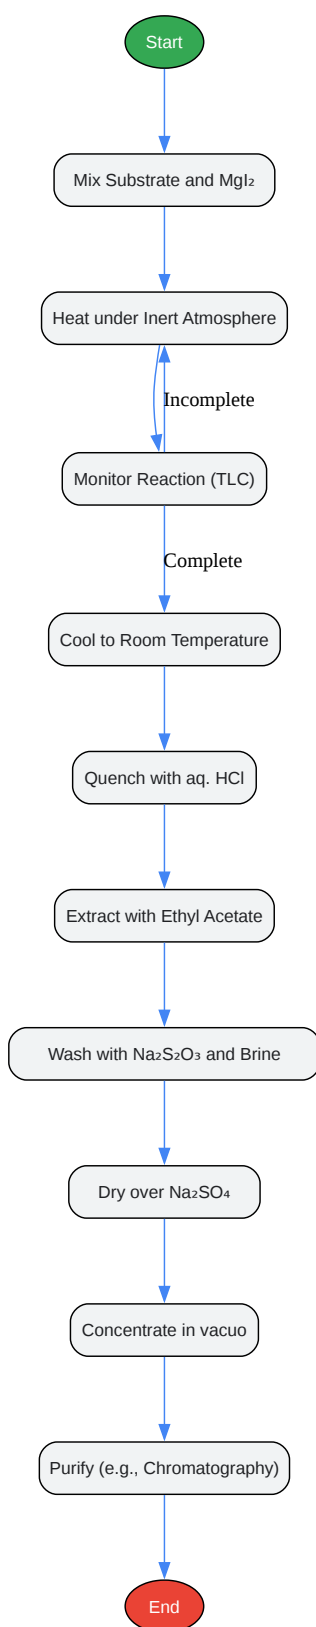 Start
Mix Substrate and MgI₂
Heat under Inert Atmosphere
Incomplete
Monitor Reaction (TLC)
Complete
Cool to Room Temperature
Quench with aq. HCl
Extract with Ethyl Acetate
Wash with Na₂S₂O₃ and Brine
Dry over Na₂SO₄
Concentrate in vacuo
Purify (e.g., Chromatography)
End